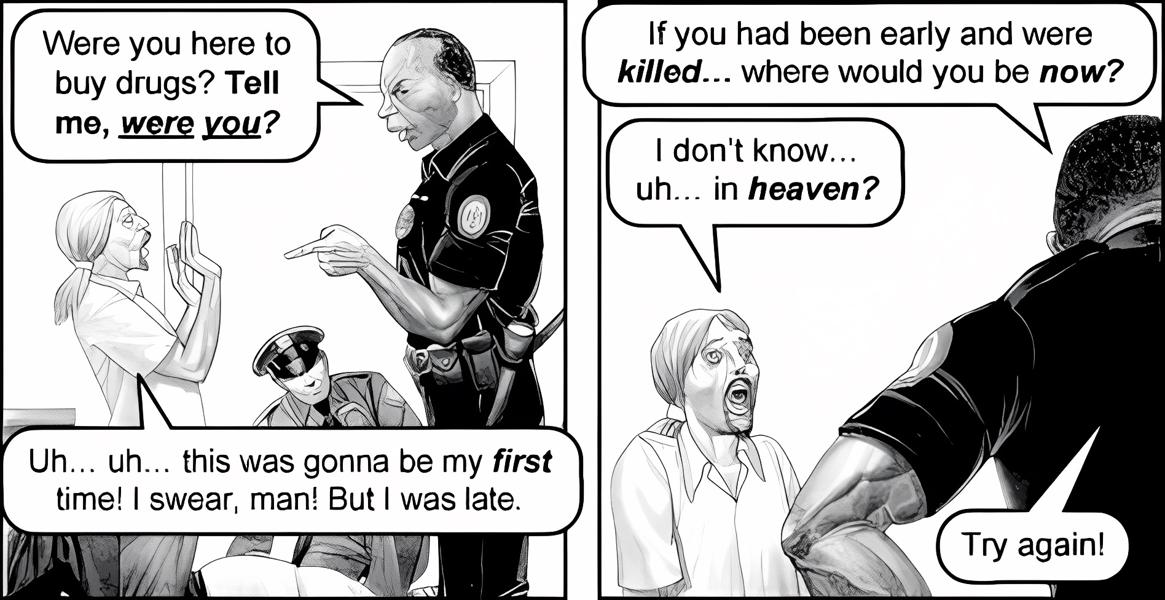 Were you here to
buy drugs? Tell
me, were you?
Uh... uh... this was gonna be my first
time! I swear, man! But I was late.
If you had been early and were
killed... where would you be now?
I don't know...
uh... in heaven?
Try again!